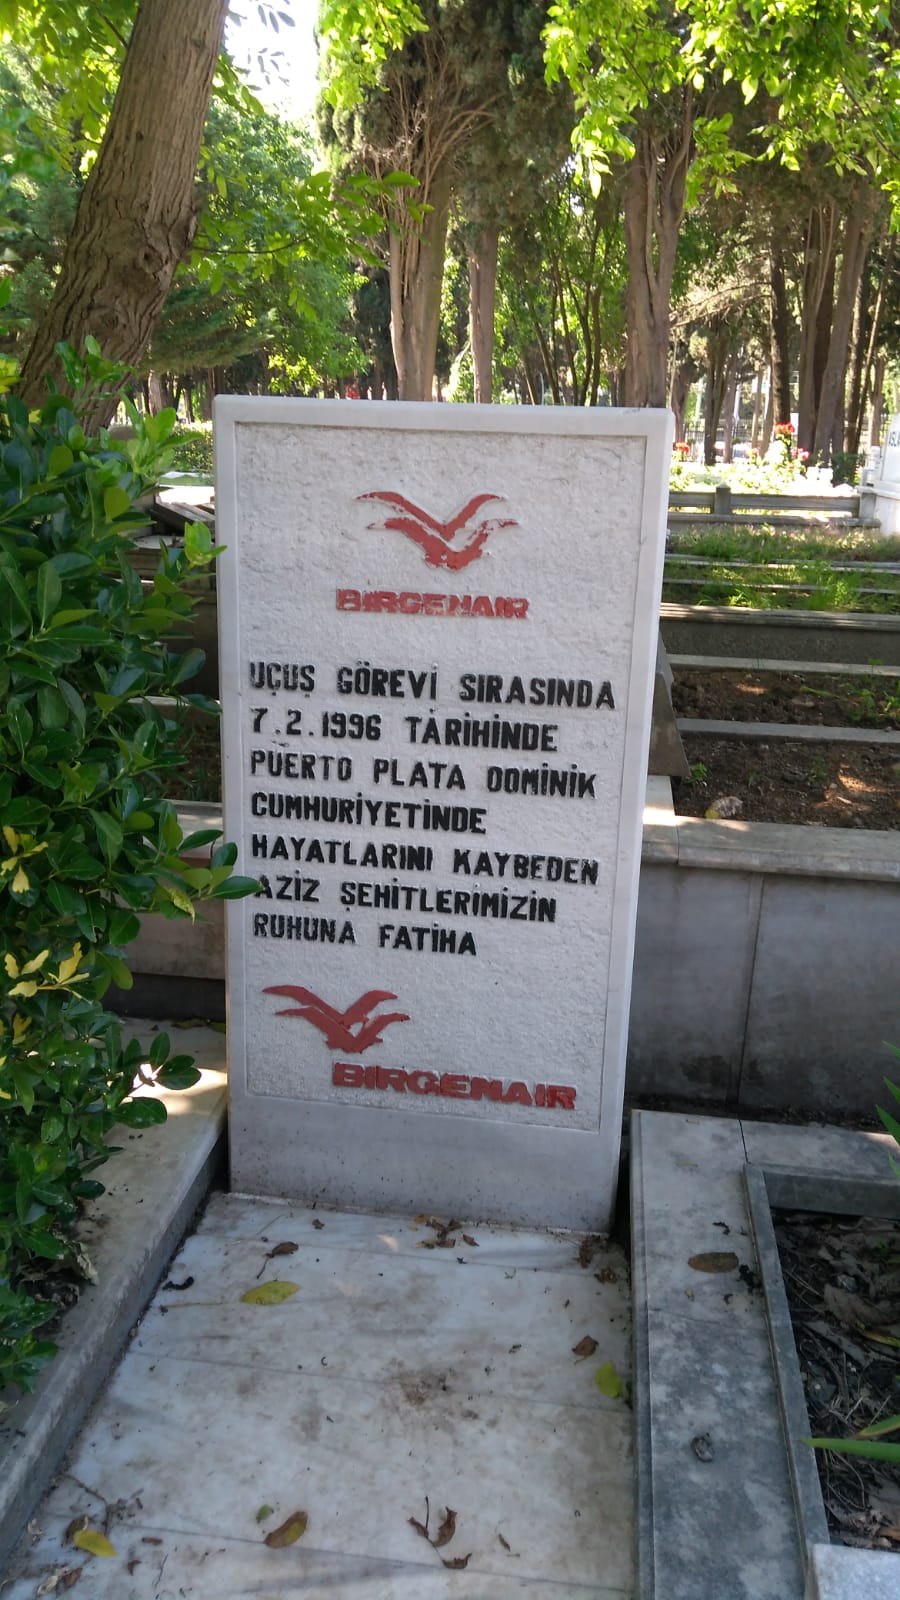 BIRGENAIR
UÇUŞ GÖREVİ SIRASINDA
7.2.1996 TARİHİNDE
PUERTO PLATA DOMİNİK
CUMHURİYETİNDE
HAYATLARINI KAYBEDEN
AZİZ ŞEHİTLERİMİZİN
RUHUNA FATİHA
BIRGENAIR